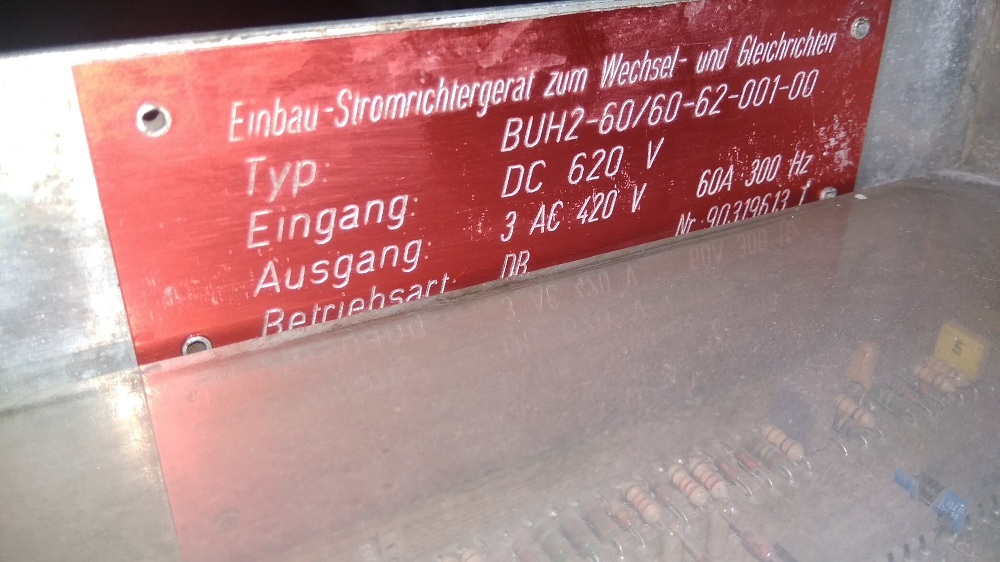 Einbau-Stromrichtergerät zum Wechsel- und Gleichrichten
Typ: BUH2-60/60-62-001-00
Eingang: DC 620 V
Ausgang: 3 AC 420 V 60A 300 Hz
Betriebsart: DB Nr. 90319613